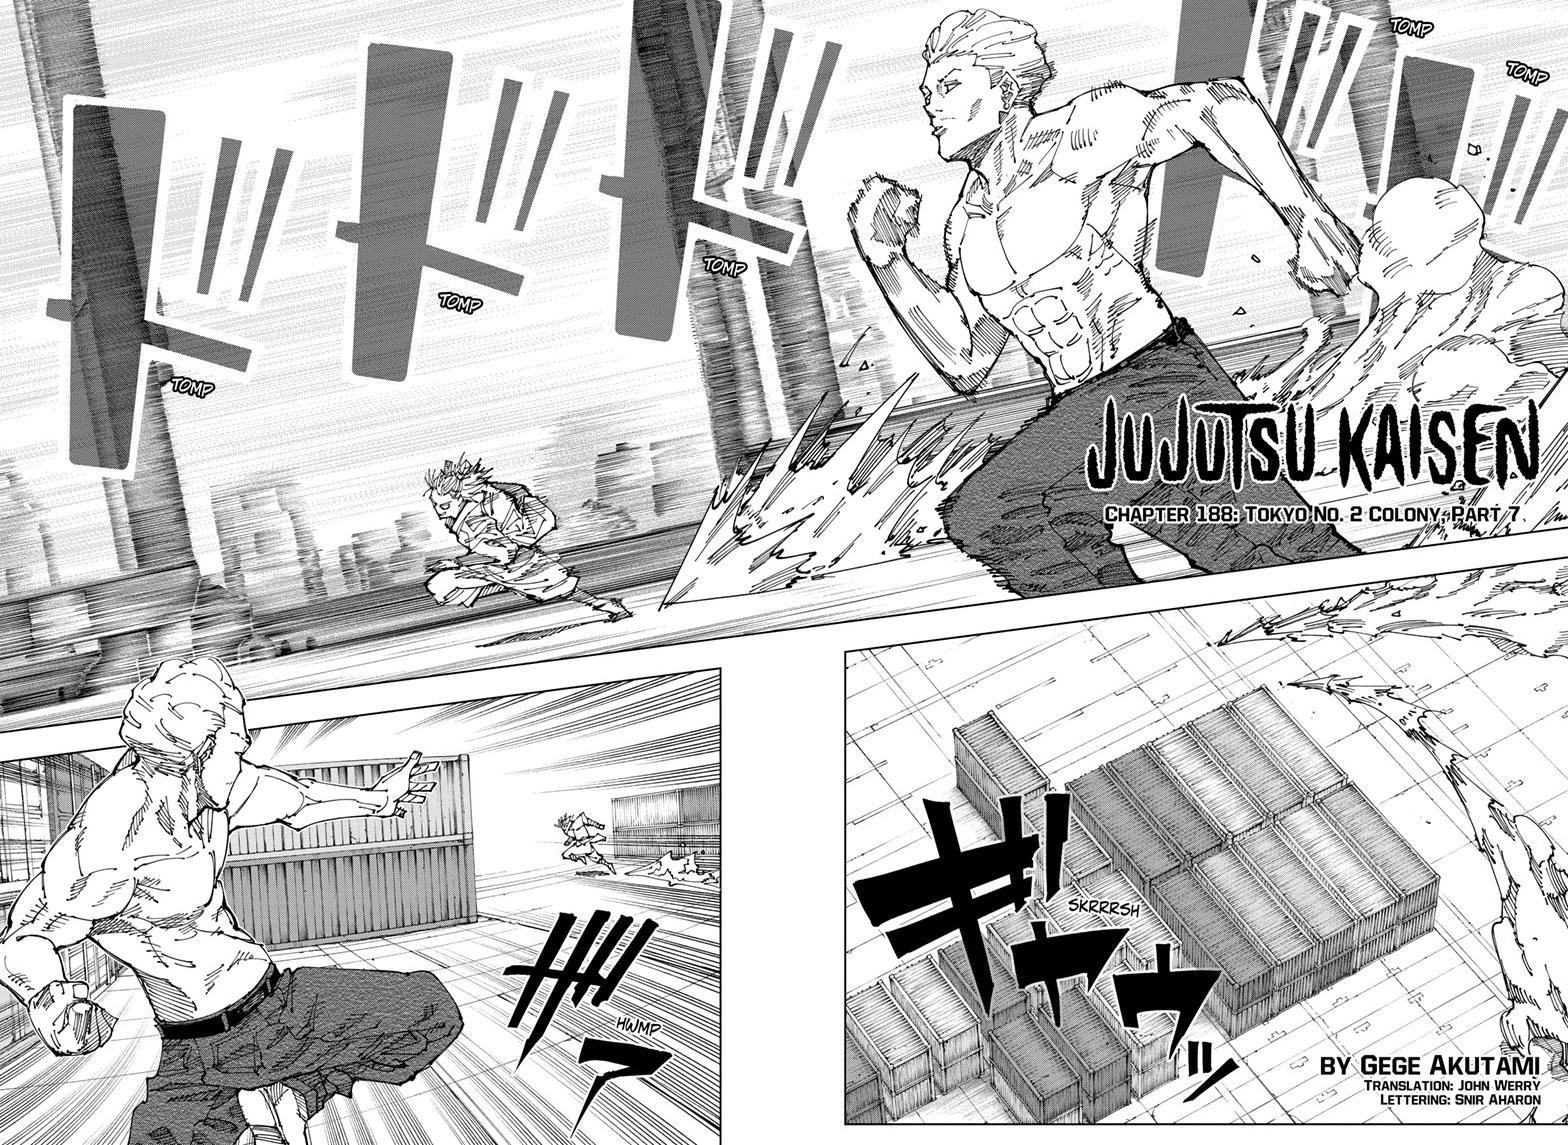 ド
TOMP
ド
TOMP
ド
TOMP
ド
TOMP
ド
TOMP
JUJUTSU KAISEN
CHAPTER 188: TOKYO NO. 2 COLONY, PART 7
ギャウッ
SKRRRSH
BY GEGE AKUTAMI
TRANSLATION: JOHN WERRY
LETTERING: SNIR AHARON
ザァ
HWMP